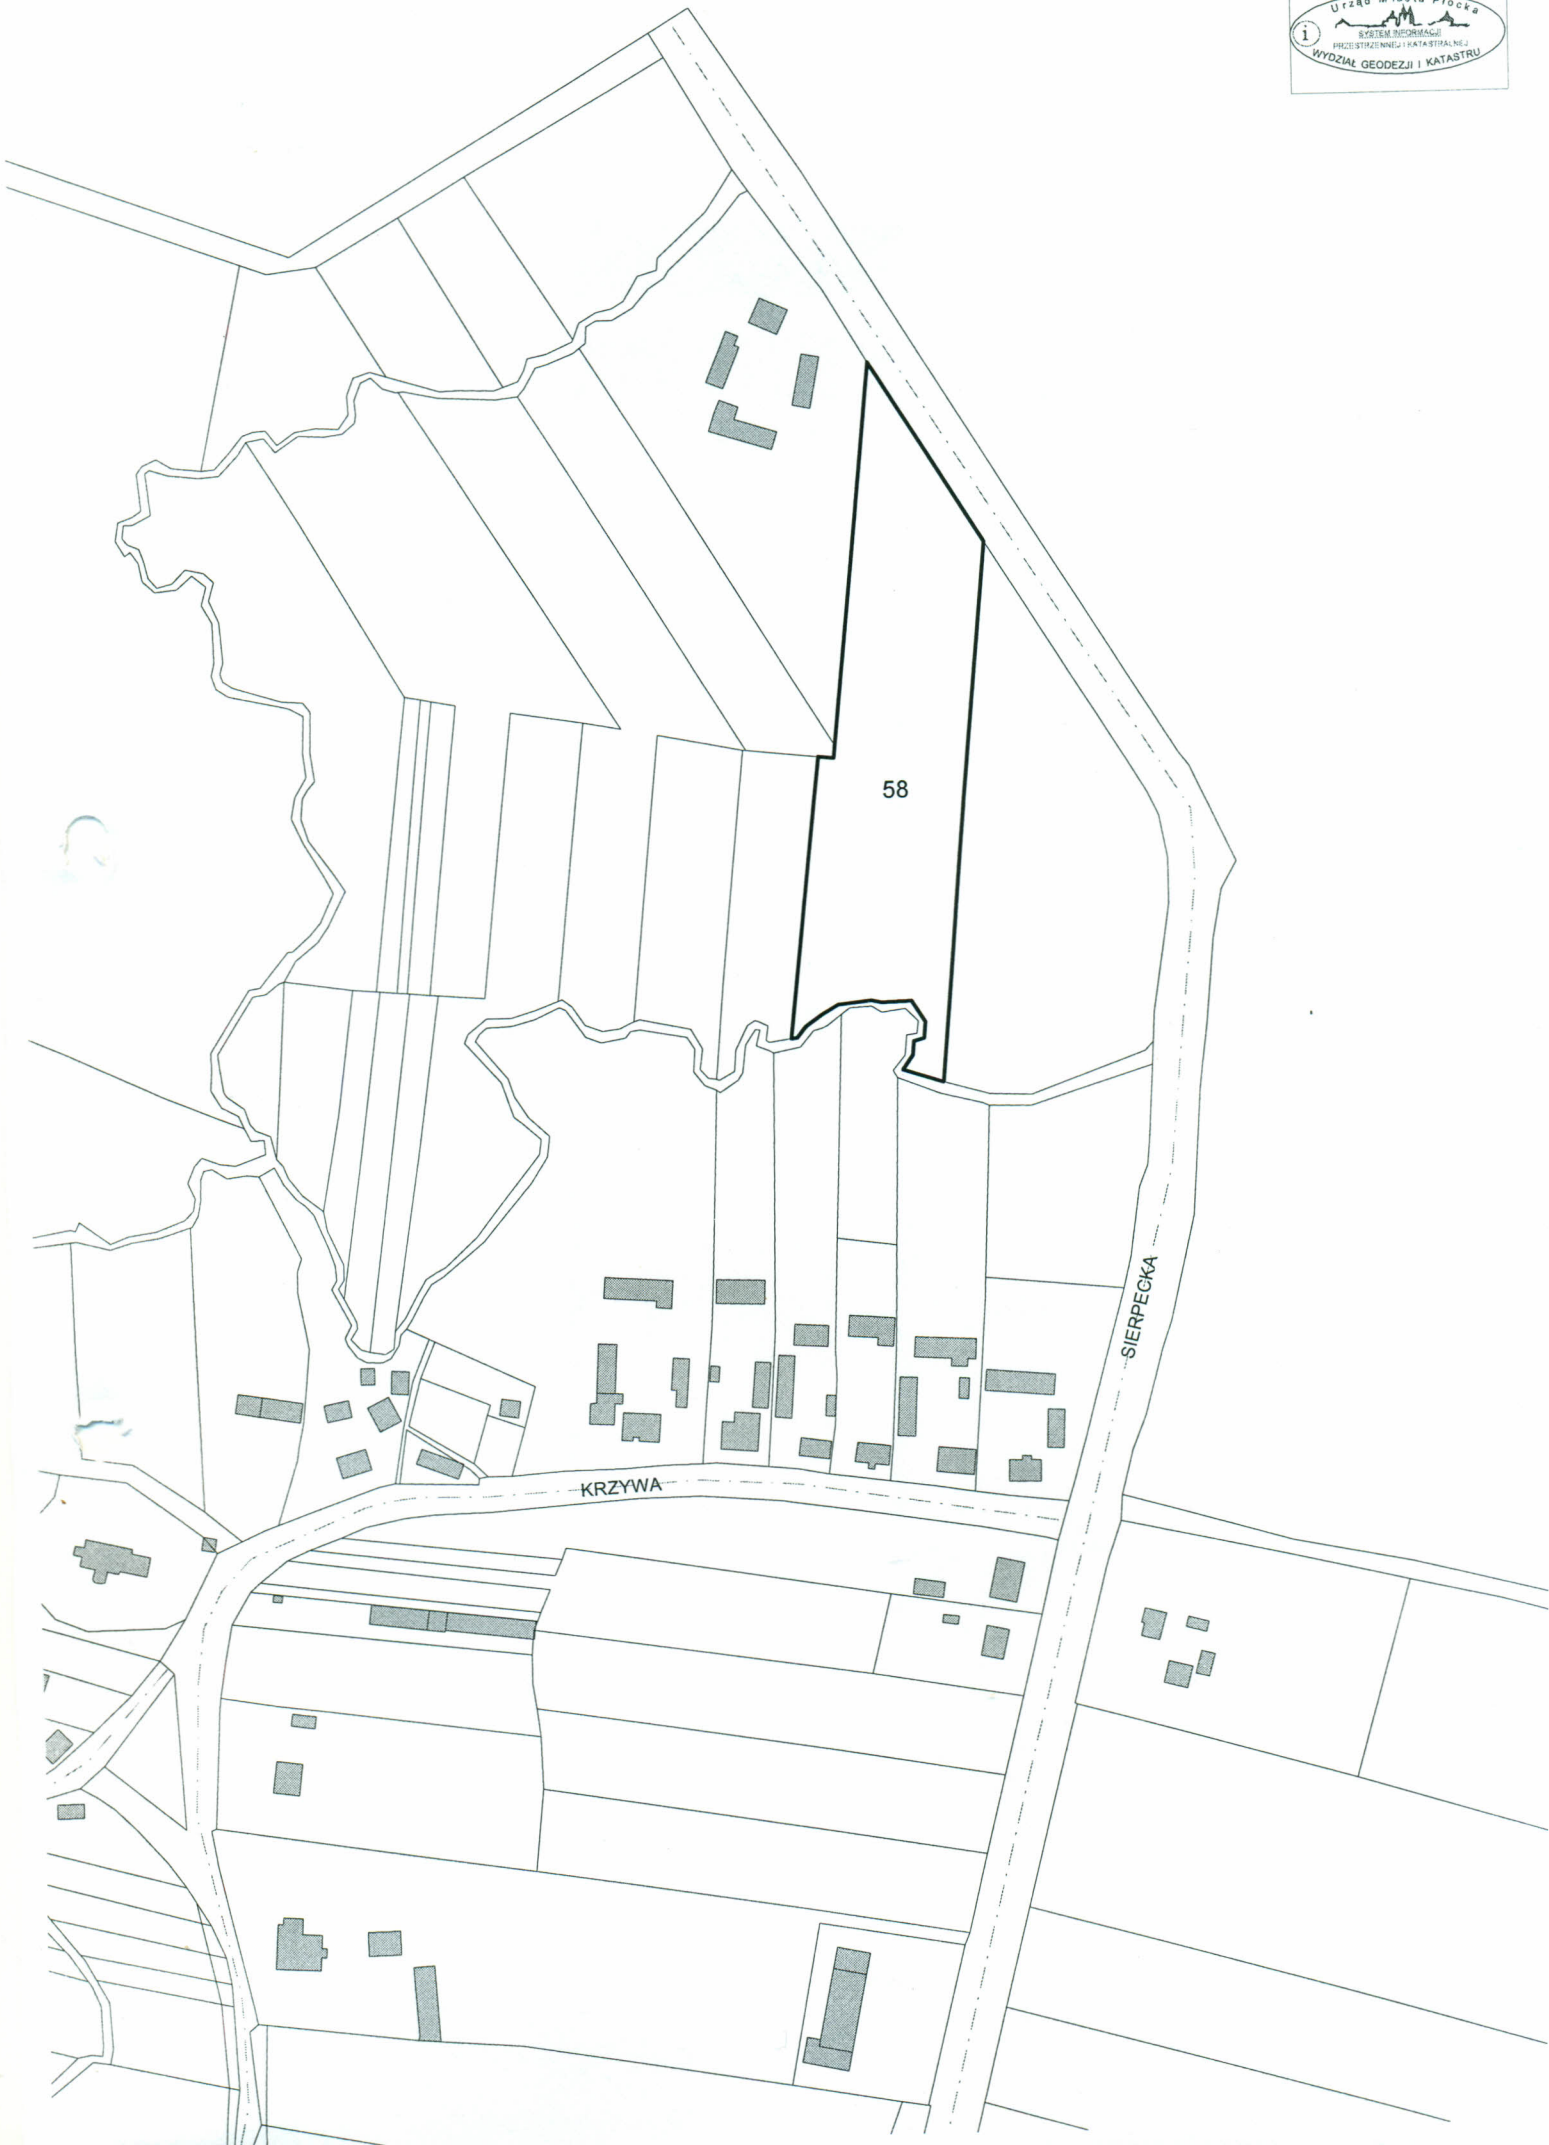 Urząd Miasta Płocka
i
SYSTEM INFORMACJI
PRZESTRZENNEJ I KATASTRALNEJ
WYDZIAŁ GEODEZJI I KATASTRU
58
SIERPECKA
KRZYWA